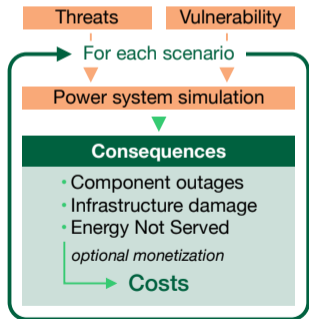 Threats Vulnerability
For each scenario
Power system simulation
Consequences
• Component outages
• Infrastructure damage
• Energy Not Served
optional monetization
Costs